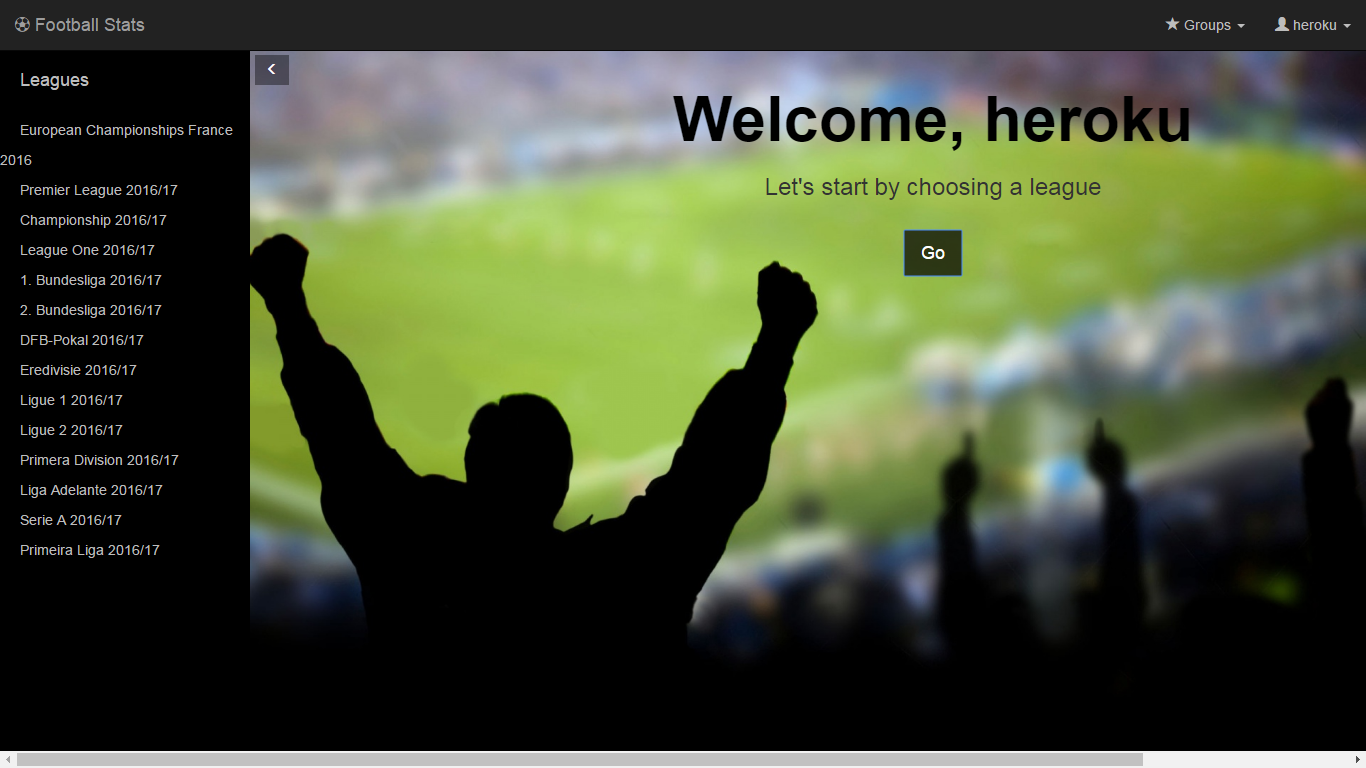 Football Stats
Groups
heroku
Leagues
European Championships France
2016
Premier League 2016/17
Championship 2016/17
League One 2016/17
1. Bundesliga 2016/17
2. Bundesliga 2016/17
DFB-Pokal 2016/17
Eredivisie 2016/17
Ligue 1 2016/17
Ligue 2 2016/17
Primera Division 2016/17
Liga Adelante 2016/17
Serie A 2016/17
Primeira Liga 2016/17
Welcome, heroku
Let's start by choosing a league
Go